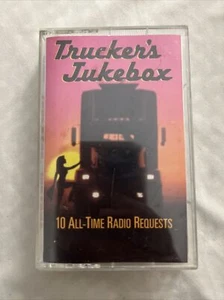 Trucker's
Jukebox
10 All-Time Radio Requests